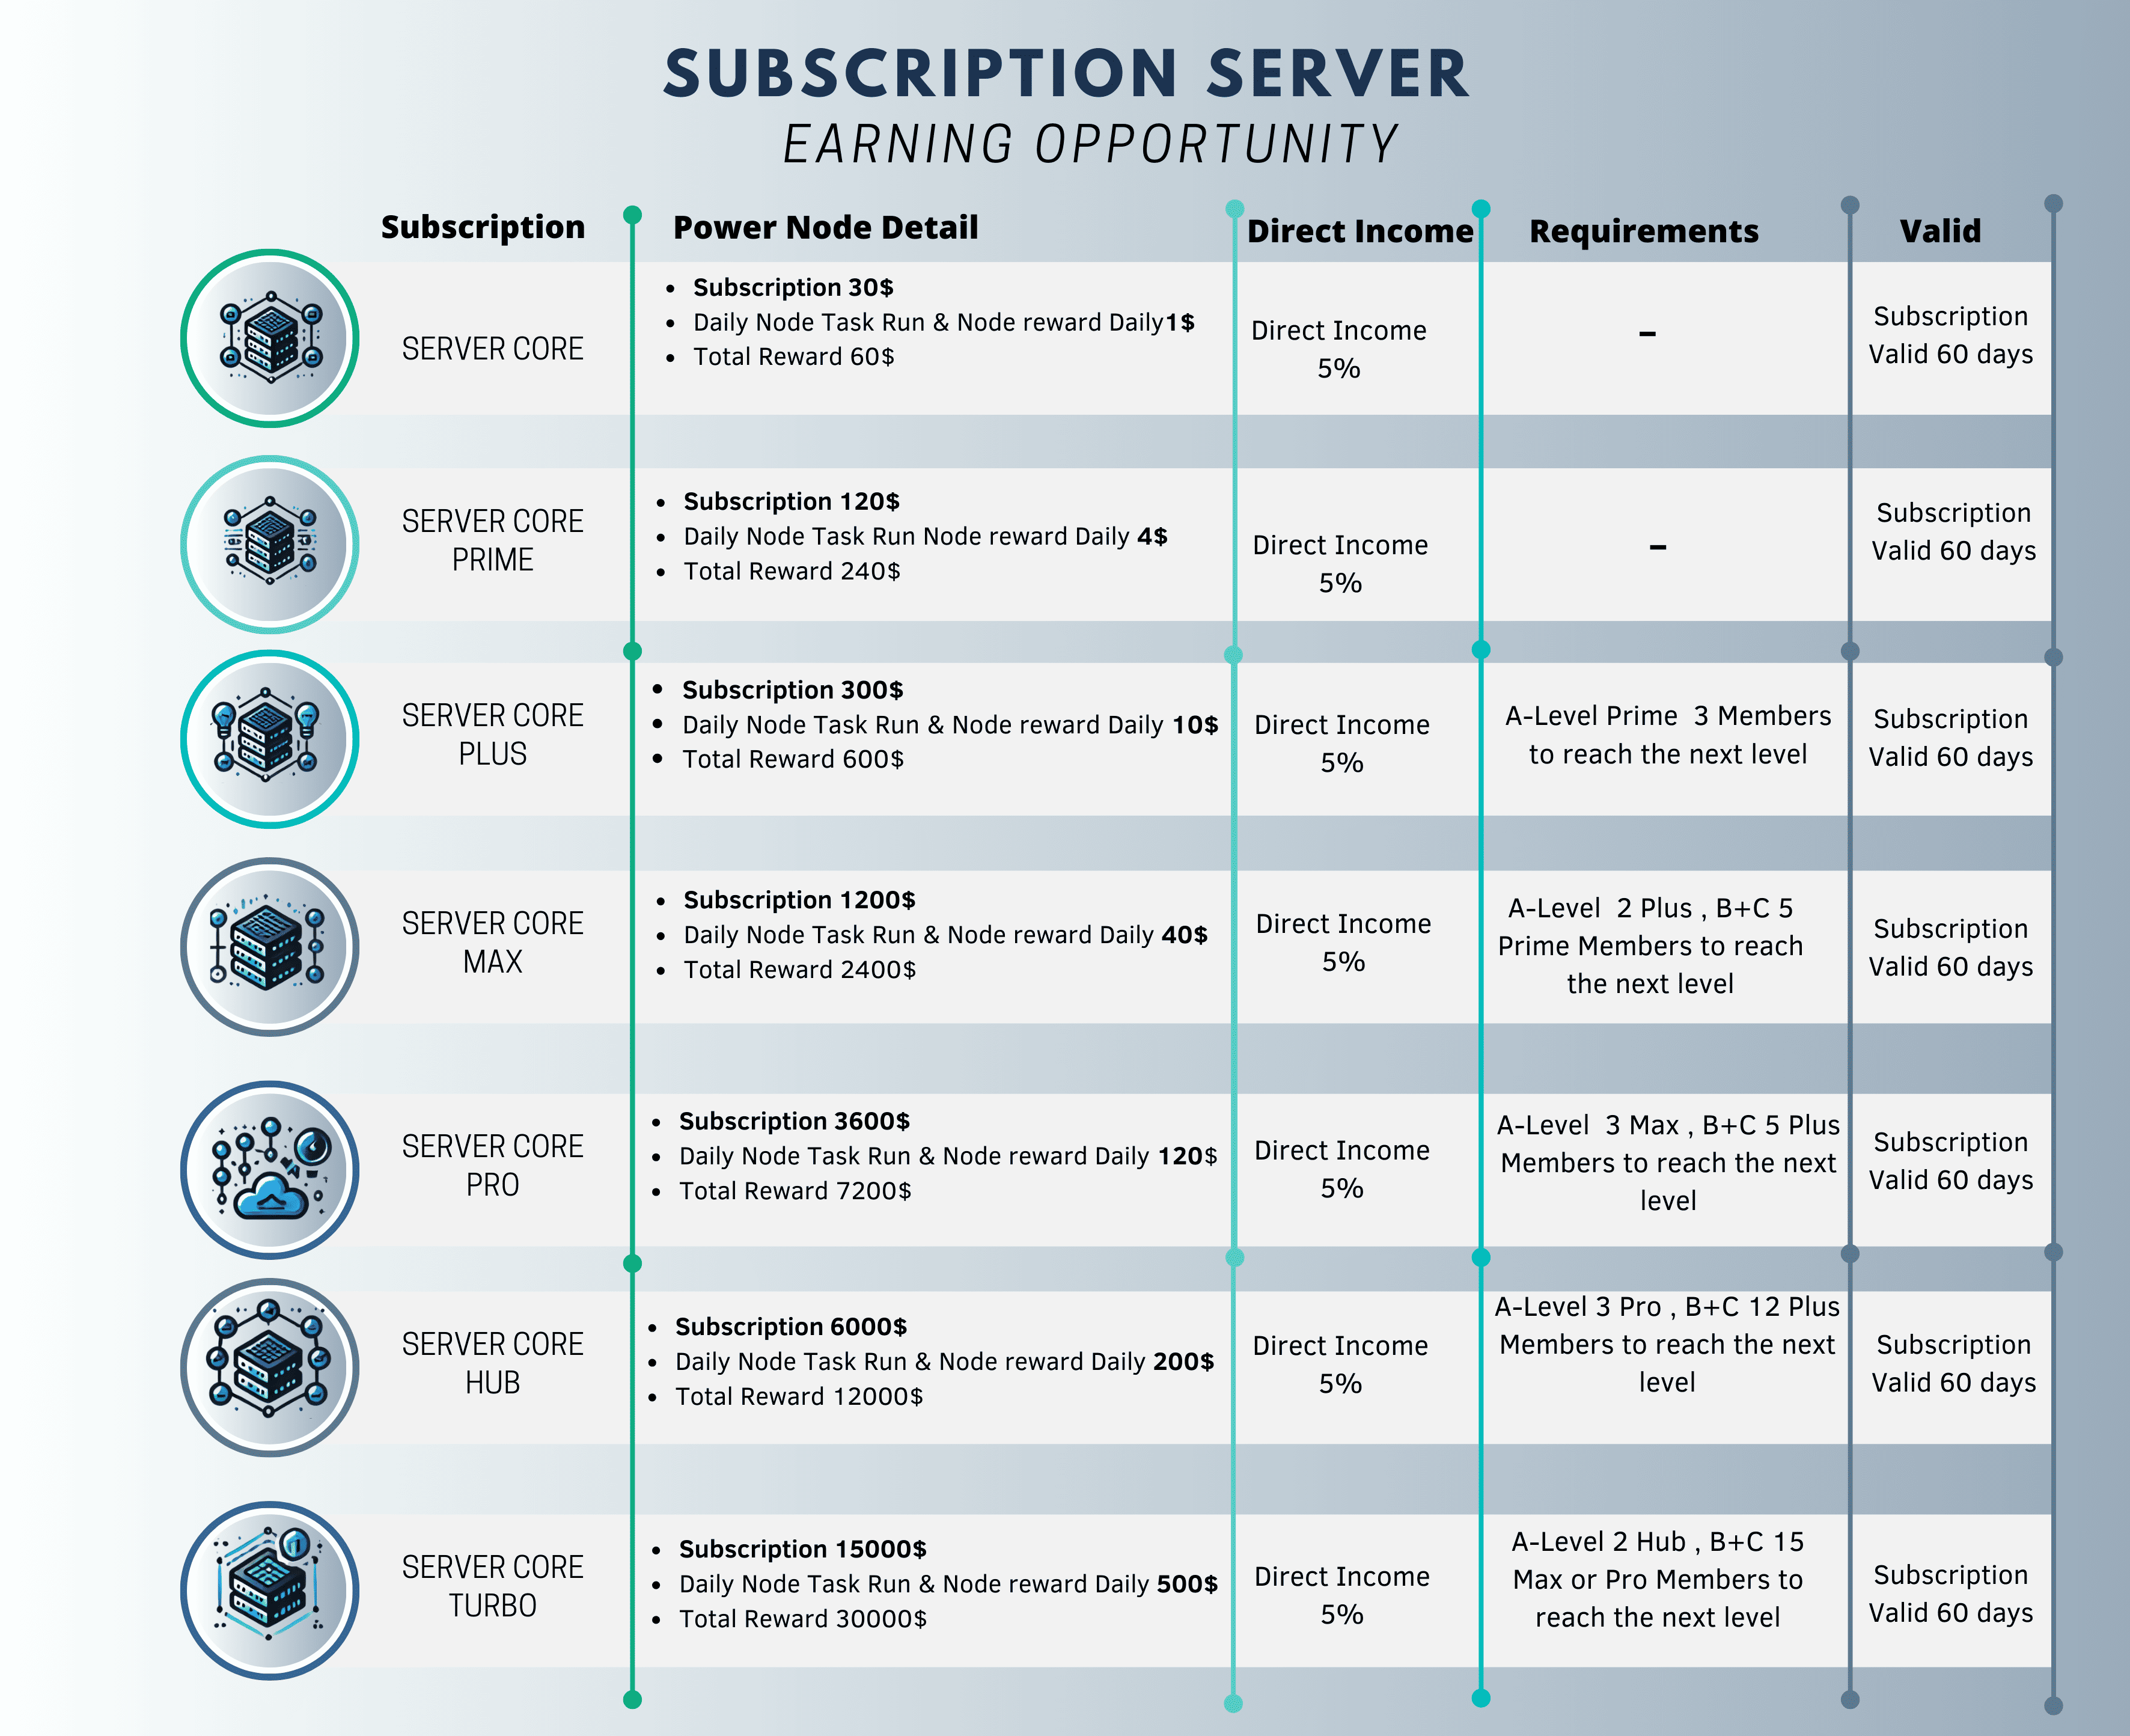 SUBSCRIPTION SERVER
EARNING OPPORTUNITY
Subscription
Power Node Detail
Direct Income
Requirements
Valid
SERVER CORE
• Subscription 30$
• Daily Node Task Run & Node reward Daily1$
• Total Reward 60$
Direct Income
5%
–
Subscription
Valid 60 days
SERVER CORE
PRIME
• Subscription 120$
• Daily Node Task Run Node reward Daily 4$
• Total Reward 240$
Direct Income
5%
–
Subscription
Valid 60 days
SERVER CORE
PLUS
• Subscription 300$
• Daily Node Task Run & Node reward Daily 10$
• Total Reward 600$
Direct Income
5%
A-Level Prime  3 Members
to reach the next level
Subscription
Valid 60 days
SERVER CORE
MAX
• Subscription 1200$
• Daily Node Task Run & Node reward Daily 40$
• Total Reward 2400$
Direct Income
5%
A-Level  2 Plus , B+C 5
Prime Members to reach
the next level
Subscription
Valid 60 days
SERVER CORE
PRO
• Subscription 3600$
• Daily Node Task Run & Node reward Daily 120$
• Total Reward 7200$
Direct Income
5%
A-Level  3 Max , B+C 5 Plus
Members to reach the next
level
Subscription
Valid 60 days
SERVER CORE
HUB
• Subscription 6000$
• Daily Node Task Run & Node reward Daily 200$
• Total Reward 12000$
Direct Income
5%
A-Level 3 Pro , B+C 12 Plus
Members to reach the next
level
Subscription
Valid 60 days
SERVER CORE
TURBO
• Subscription 15000$
• Daily Node Task Run & Node reward Daily 500$
• Total Reward 30000$
Direct Income
5%
A-Level 2 Hub , B+C 15
Max or Pro Members to
reach the next level
Subscription
Valid 60 days